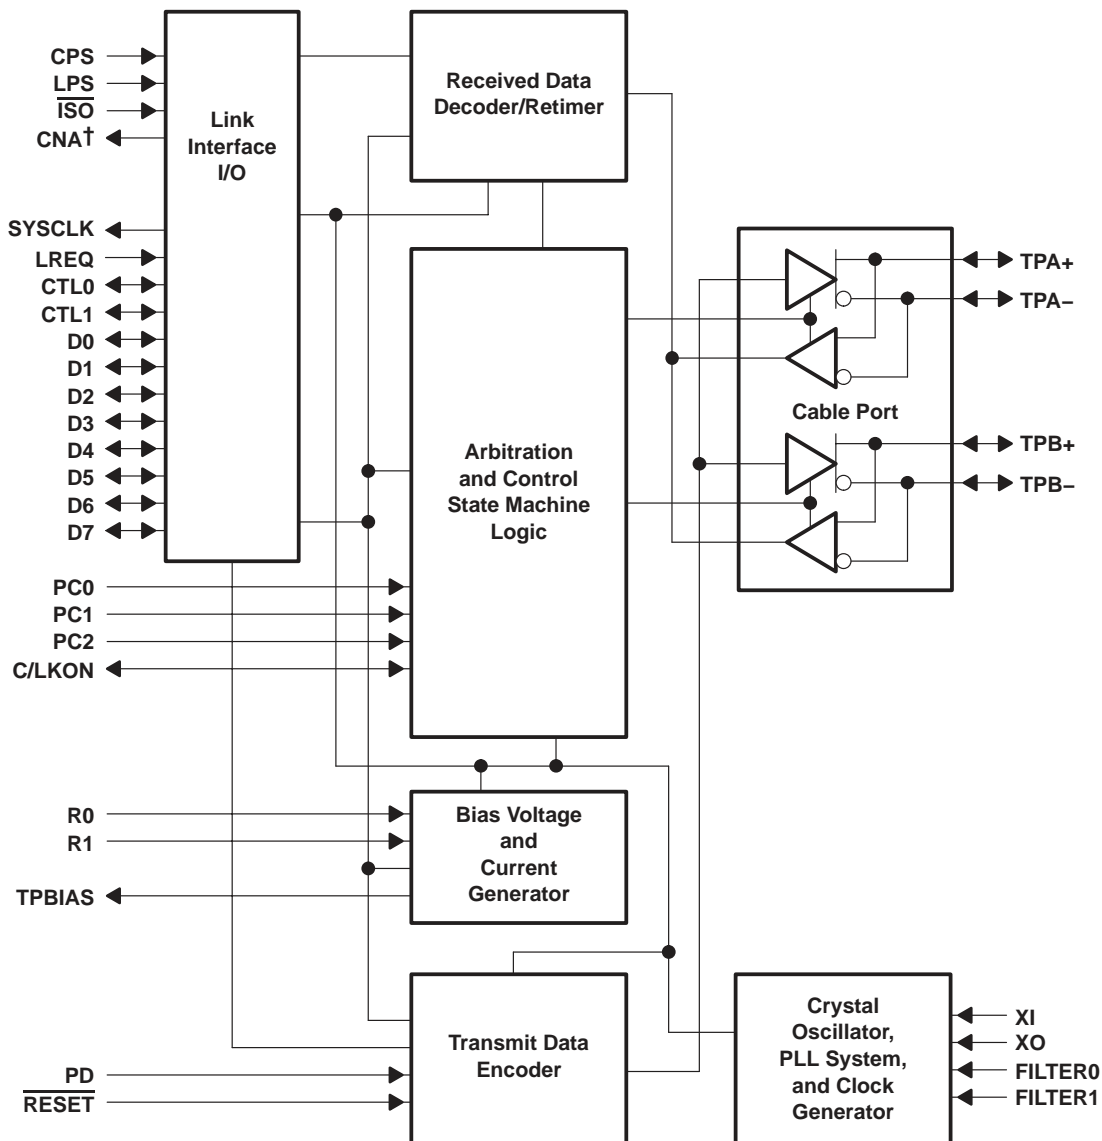 CPS
LPS
ISO
CNA†
SYSCLK
LREQ
CTL0
CTL1
D0
D1
D2
D3
D4
D5
D6
D7
PC0
PC1
PC2
C/LKON
R0
R1
TPBIAS
PD
RESET
Link
Interface
I/O
Received Data
Decoder/Retimer
Arbitration
and Control
State Machine
Logic
Bias Voltage
and
Current
Generator
Transmit Data
Encoder
Cable Port
TPA+
TPA−
TPB+
TPB−
Crystal
Oscillator,
PLL System,
and Clock
Generator
XI
XO
FILTER0
FILTER1